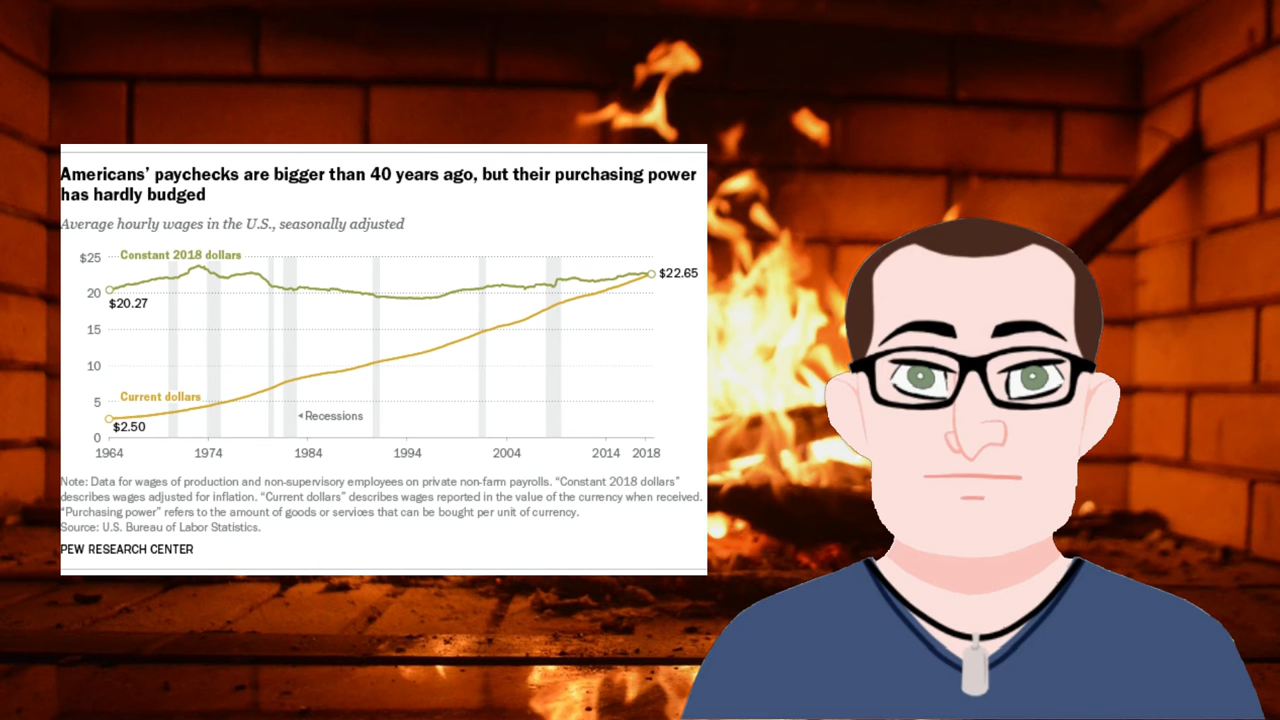 Americans’ paychecks are bigger than 40 years ago, but their purchasing power
has hardly budged
Average hourly wages in the U.S., seasonally adjusted
$25
Constant 2018 dollars
$22.65
20
$20.27
15
10
Current dollars
5
Recessions
$2.50
0
1964
1974
1984
1994
2004
2014
2018
Note: Data for wages of production and non-supervisory employees on private non-farm payrolls. “Constant 2018 dollars”
describes wages adjusted for inflation. “Current dollars” describes wages reported in the value of the currency when received.
“Purchasing power” refers to the amount of goods or services that can be bought per unit of currency.
Source: U.S. Bureau of Labor Statistics.
PEW RESEARCH CENTER